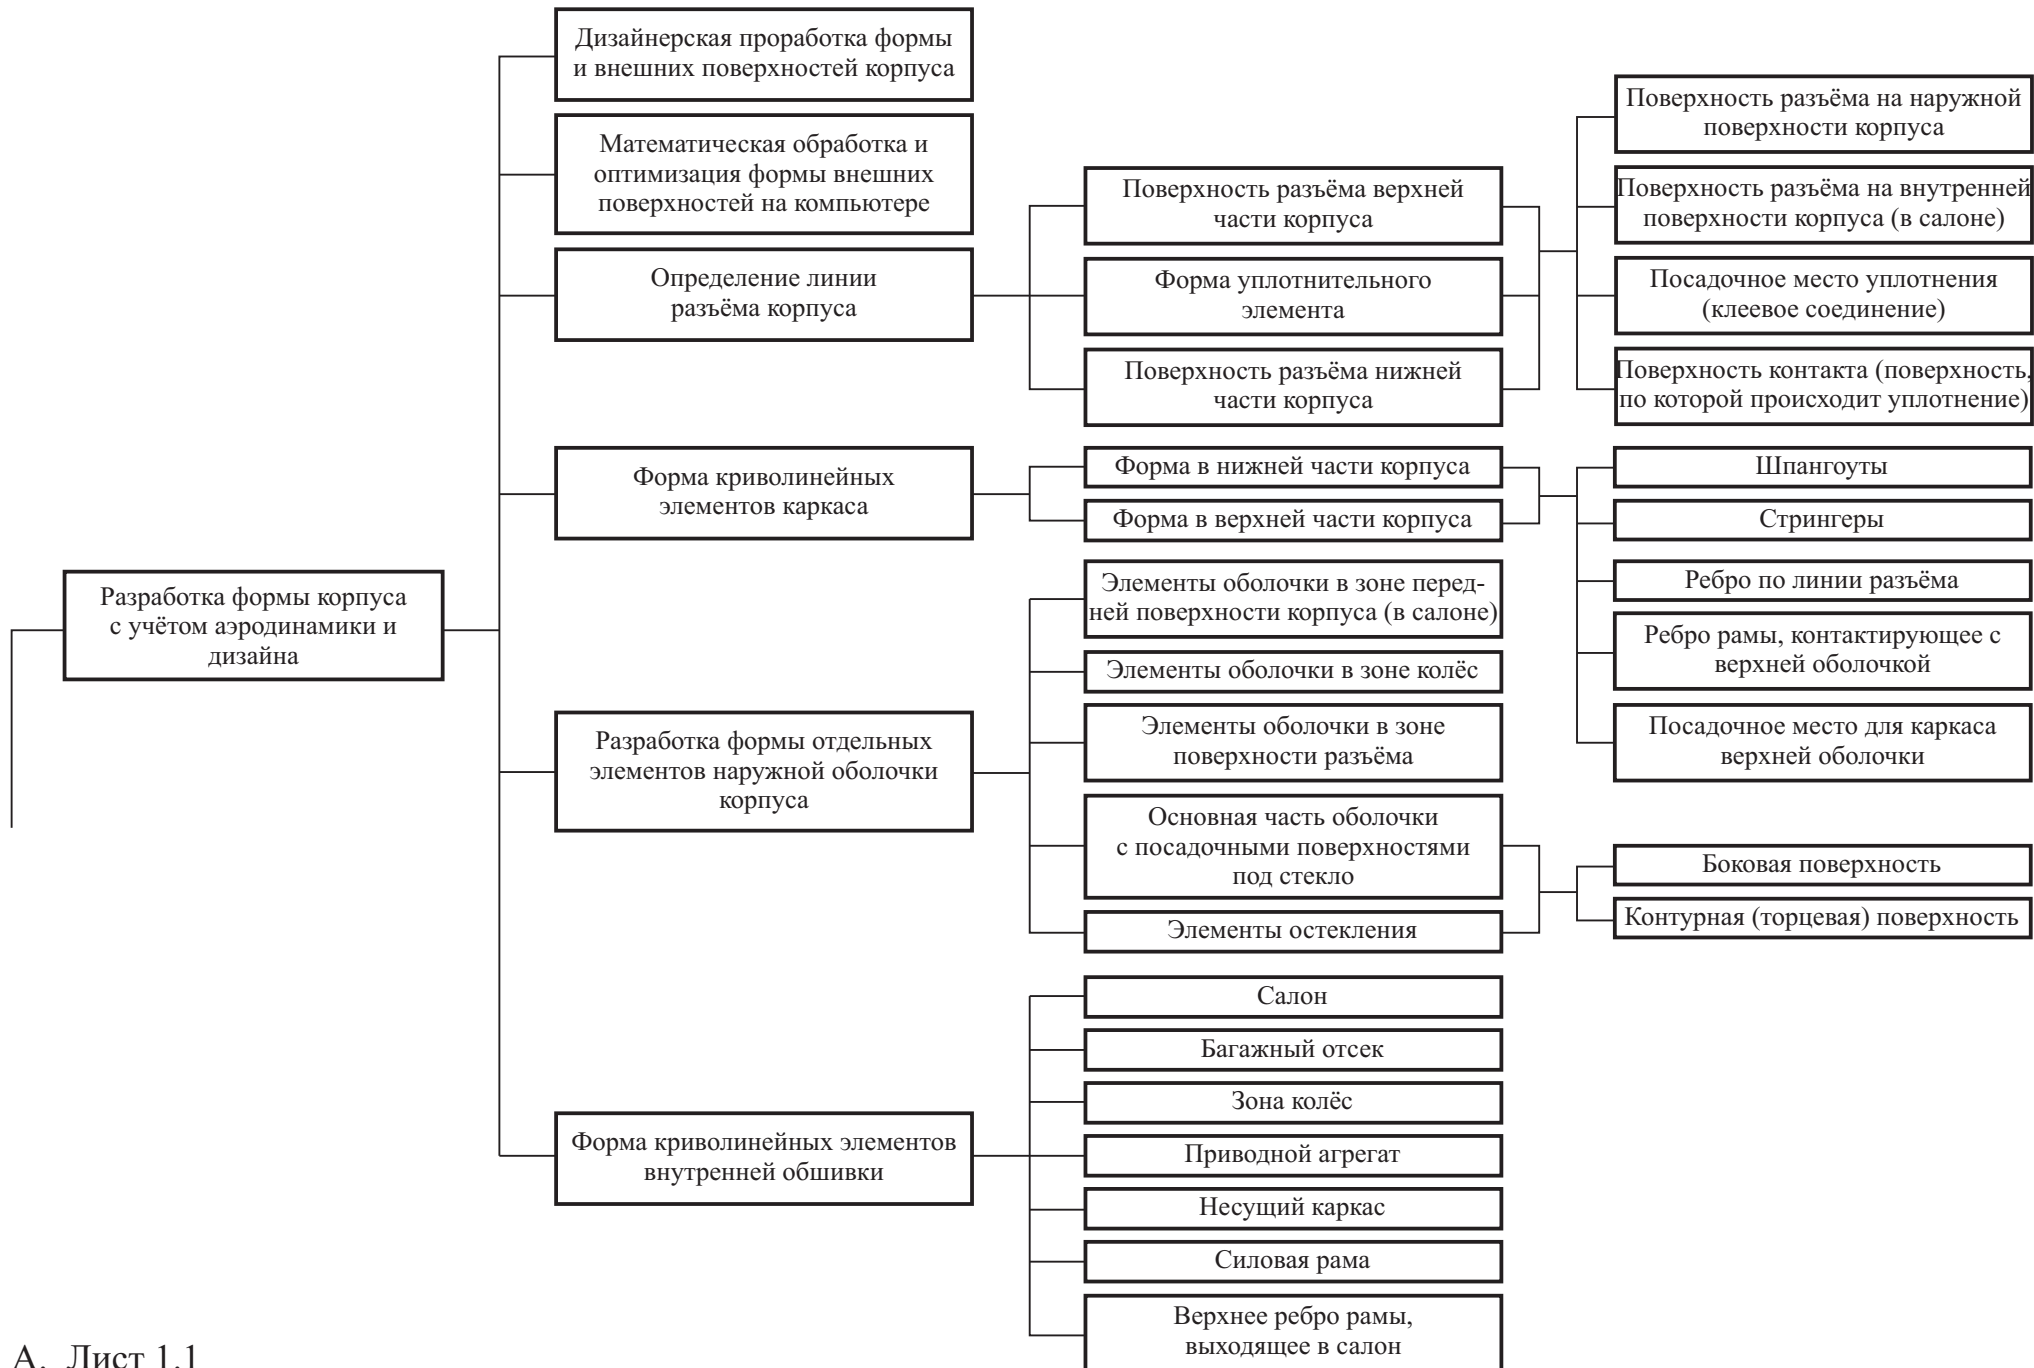 Дизайнерская проработка формы
и внешних поверхностей корпуса
Математическая обработка и
оптимизация формы внешних
поверхностей на компьютере
Определение линии
разъёма корпуса
Форма криволинейных
элементов каркаса
Разработка формы корпуса
с учётом аэродинамики и
дизайна
Разработка формы отдельных
элементов наружной оболочки
корпуса
Форма криволинейных элементов
внутренней обшивки
Поверхность разъёма верхней
части корпуса
Форма уплотнительного
элемента
Поверхность разъёма нижней
части корпуса
Форма в нижней части корпуса
Форма в верхней части корпуса
Элементы оболочки в зоне перед-
ней поверхности корпуса (в салоне)
Элементы оболочки в зоне колёс
Элементы оболочки в зоне
поверхности разъёма
Основная часть оболочки
с посадочными поверхностями
под стекло
Элементы остекления
Салон
Багажный отсек
Зона колёс
Приводной агрегат
Несущий каркас
Силовая рама
Верхнее ребро рамы,
выходящее в салон
Поверхность разъёма на наружной
поверхности корпуса
Поверхность разъёма на внутренней
поверхности корпуса (в салоне)
Посадочное место уплотнения
(клеевое соединение)
Поверхность контакта (поверхность,
по которой происходит уплотнение)
Шпангоуты
Стрингеры
Ребро по линии разъёма
Ребро рамы, контактирующее с
верхней оболочкой
Посадочное место для каркаса
верхней оболочки
Боковая поверхность
Контурная (торцевая) поверхность
А. Лист 1.1